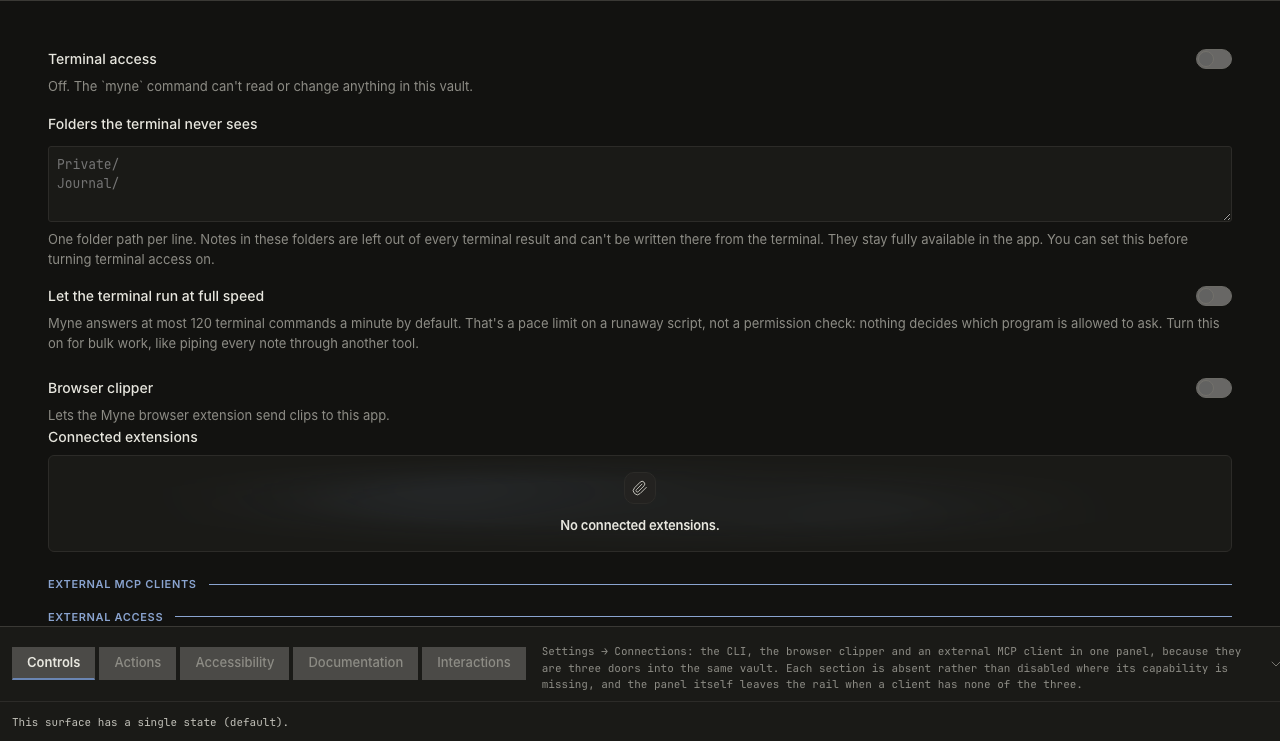 Terminal access
Off. The `myne` command can't read or change anything in this vault.
Folders the terminal never sees
Private/
Journal/
One folder path per line. Notes in these folders are left out of every terminal result and can't be written there from the terminal. They stay fully available in the app. You can set this before
turning terminal access on.
Let the terminal run at full speed
Myne answers at most 120 terminal commands a minute by default. That's a pace limit on a runaway script, not a permission check: nothing decides which program is allowed to ask. Turn this
on for bulk work, like piping every note through another tool.
Browser clipper
Lets the Myne browser extension send clips to this app.
Connected extensions
No connected extensions.
EXTERNAL MCP CLIENTS
EXTERNAL ACCESS
Controls
Actions
Accessibility
Documentation
Interactions
Settings → Connections: the CLI, the browser clipper and an external MCP client in one panel, because they
are three doors into the same vault. Each section is absent rather than disabled where its capability is
missing, and the panel itself leaves the rail when a client has none of the three.
This surface has a single state (default).